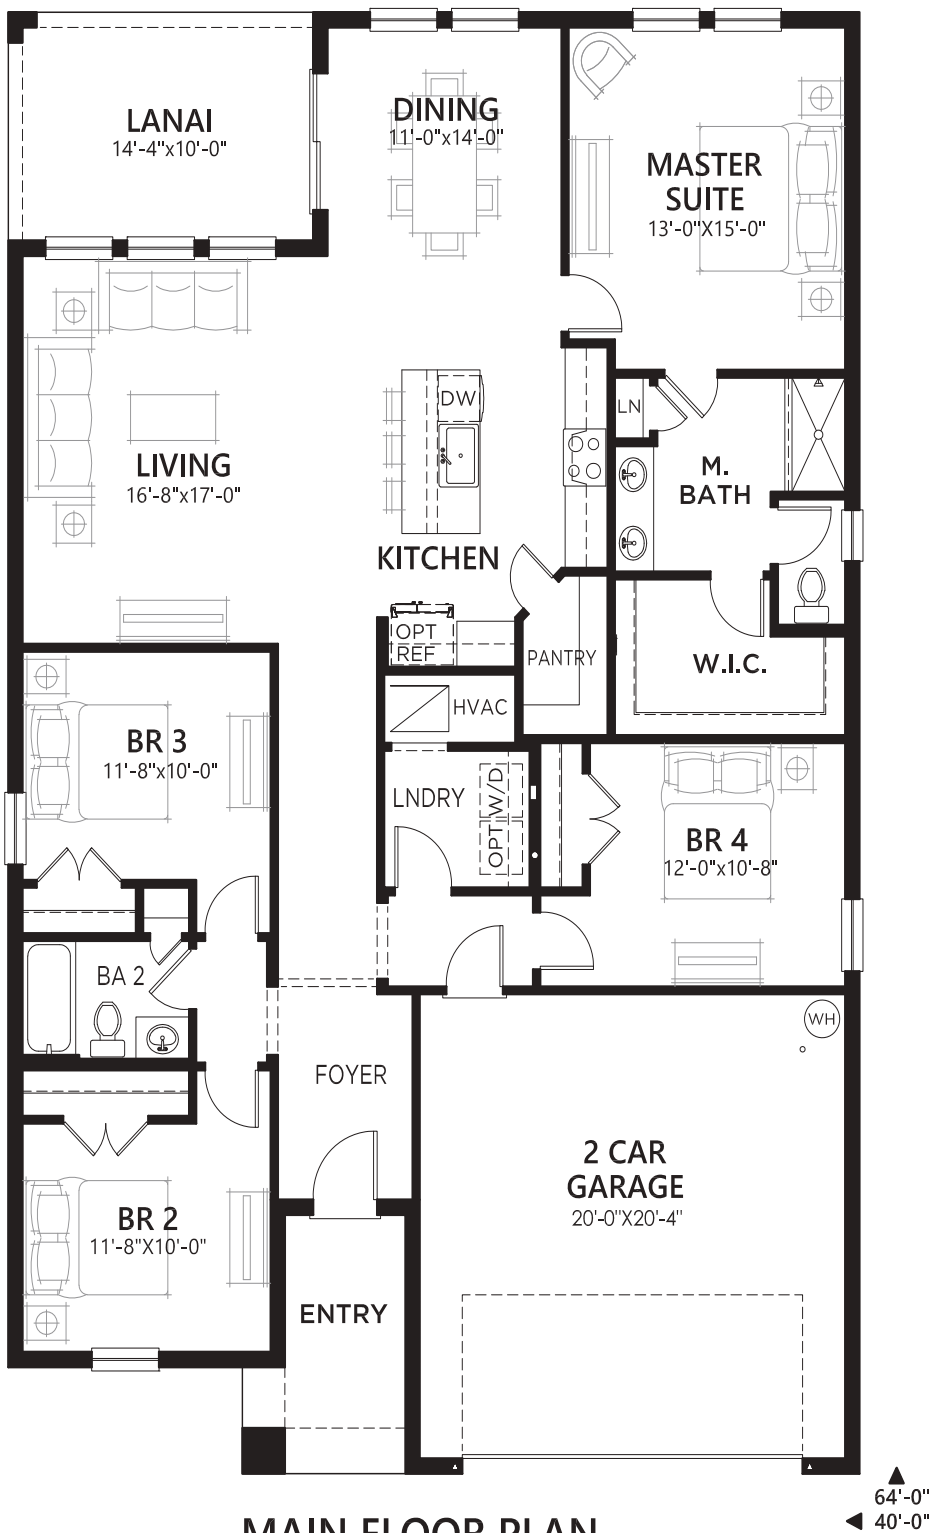 LANAI
14'-4"x10'-0"
DINING
11'-0"x14'-0"
MASTER
SUITE
13'-0"X15'-0"
DW
LN
LIVING
16'-8"x17'-0"
M.
BATH
KITCHEN
OPT
REF
PANTRY
W.I.C.
HVAC
BR 3
11'-8"x10'-0"
LNDRY
OPT W/D
BR 4
12'-0"x10'-8"
BA 2
WH
FOYER
2 CAR
GARAGE
20'-0"X20'-4"
BR 2
11'-8"X10'-0"
ENTRY
64'-0"
40'-0"
MAIN FLOOR PLAN